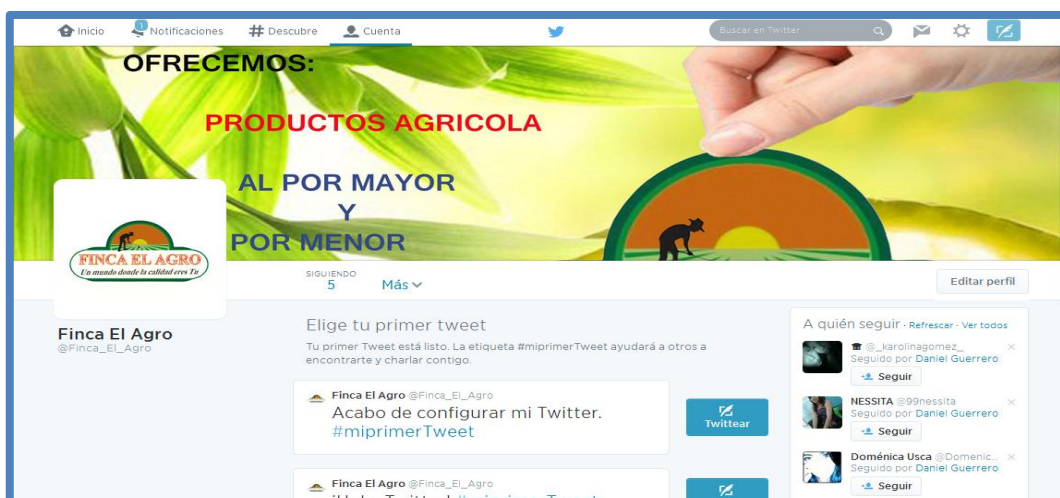 Inicio
1
Notificaciones
Descubre
Cuenta
Buscar en Twitter
OFRECEMOS:
PRODUCTOS AGRICOLA
AL POR MAYOR
Y
POR MENOR
FINCA EL AGRO
Un mundo donde la calidad eres Tu
SIGUIENDO
5
Más
Editar perfil
Finca El Agro
@Finca_El_Agro
Elige tu primer tweet
Tu primer Tweet está listo. La etiqueta #miprimerTweet ayudará a otros a
encontrarte y charlar contigo.
Finca El Agro @Finca_El_Agro
Acabo de configurar mi Twitter.
#miprimerTweet
Twittear
Finca El Agro @Finca_El_Agro
A quién seguir · Refrescar · Ver todos
@_karolinagomez_
Seguido por Daniel Guerrero
Seguir
NESSITA @99nessita
Seguido por Daniel Guerrero
Seguir
Doménica Usca @Domenic...
Seguido por Daniel Guerrero
Seguir